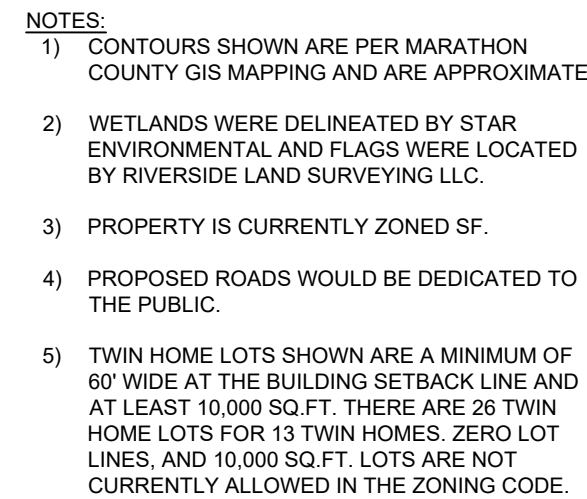 NOTES:
1) CONTOURS SHOWN ARE PER MARATHON
COUNTY GIS MAPPING AND ARE APPROXIMATE
2) WETLANDS WERE DELINEATED BY STAR
ENVIRONMENTAL AND FLAGS WERE LOCATED
BY RIVERSIDE LAND SURVEYING LLC.
3) PROPERTY IS CURRENTLY ZONED SF.
4) PROPOSED ROADS WOULD BE DEDICATED TO
THE PUBLIC.
5) TWIN HOME LOTS SHOWN ARE A MINIMUM OF
60' WIDE AT THE BUILDING SETBACK LINE AND
AT LEAST 10,000 SQ.FT. THERE ARE 26 TWIN
HOME LOTS FOR 13 TWIN HOMES. ZERO LOT
LINES, AND 10,000 SQ.FT. LOTS ARE NOT
CURRENTLY ALLOWED IN THE ZONING CODE.